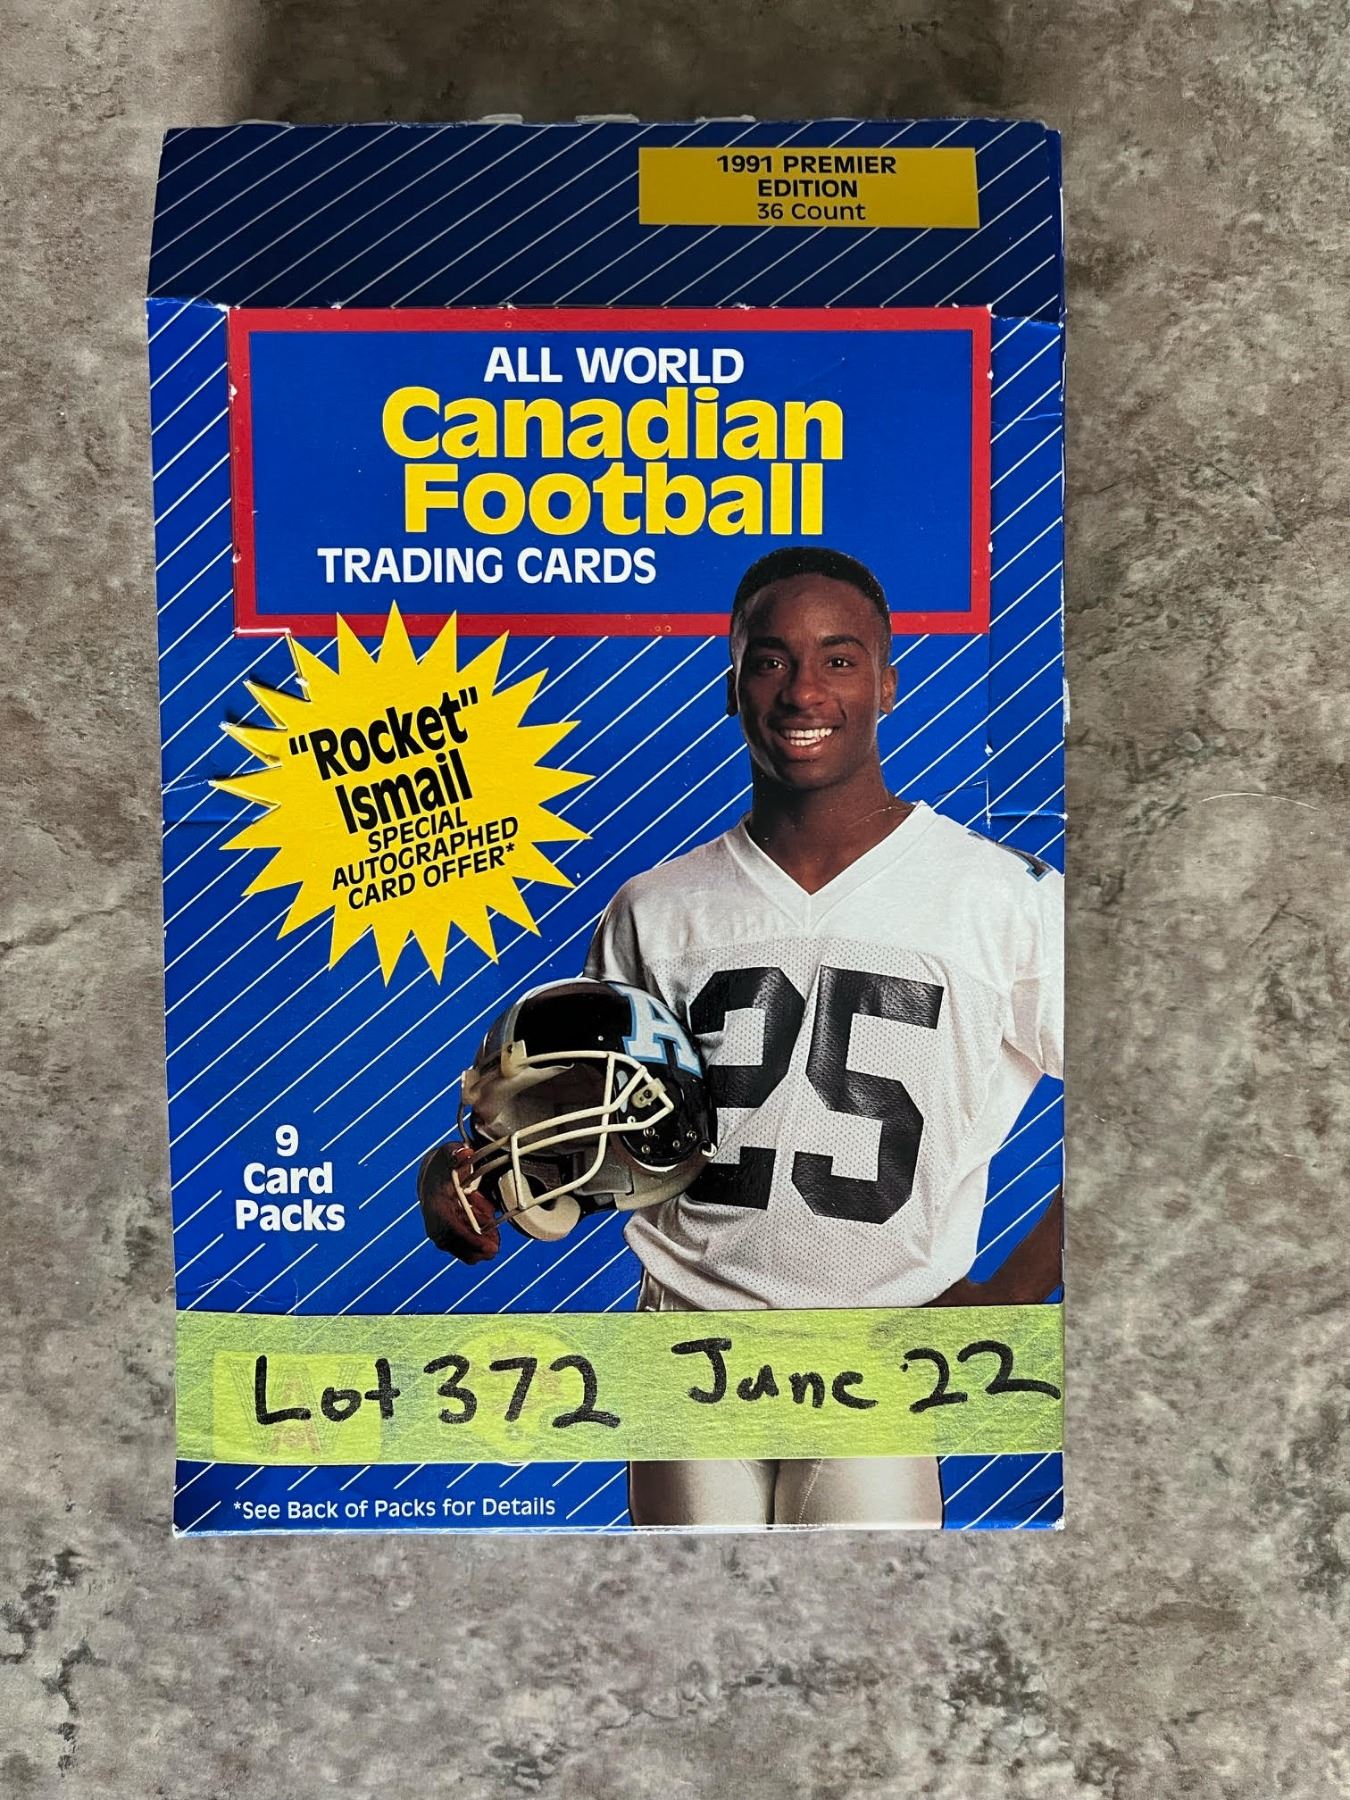 1991 PREMIER
EDITION
36 Count
ALL WORLD
Canadian
Football
TRADING CARDS
"Rocket"
Ismail
SPECIAL
AUTOGRAPHED
CARD OFFER*
A
25
9
Card
Packs
Lot 372 June 22
*See Back of Packs for Details